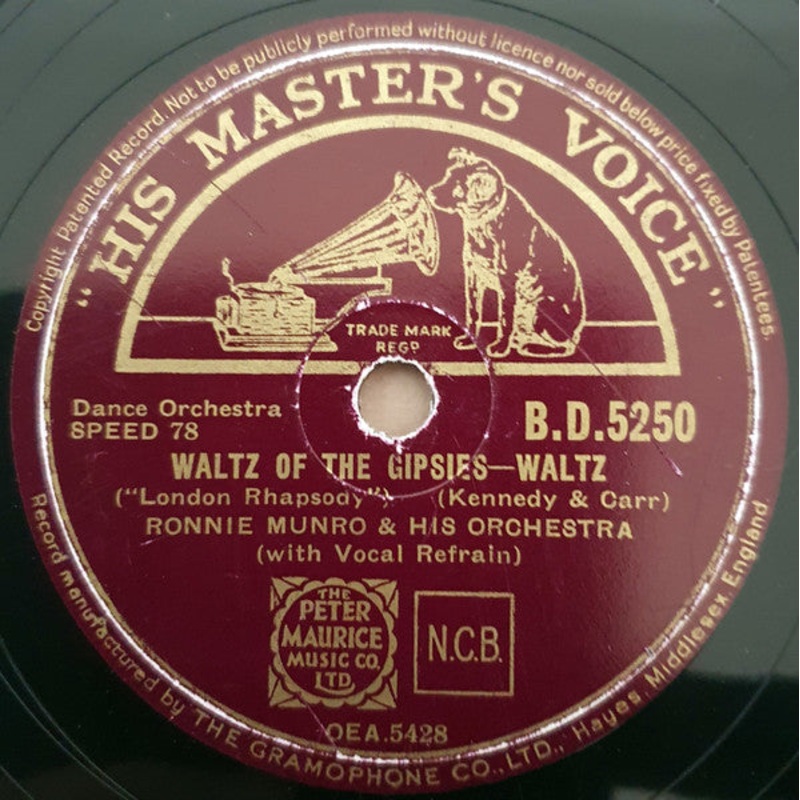 Copyright Patented Record. Not to be publicly performed without licence nor sold below price fixed by Patentees.
"HIS MASTER'S VOICE"
TRADE MARK
REGD
Dance Orchestra
SPEED 78
B.D.5250
WALTZ OF THE GIPSIES—WALTZ
("London Rhapsody") (Kennedy & Carr)
RONNIE MUNRO & HIS ORCHESTRA
(with Vocal Refrain)
THE
PETER
MAURICE
MUSIC CO.
LTD.
N.C.B.
OEA.5428
Record manufactured by THE GRAMOPHONE CO., LTD., Hayes, Middlesex, England